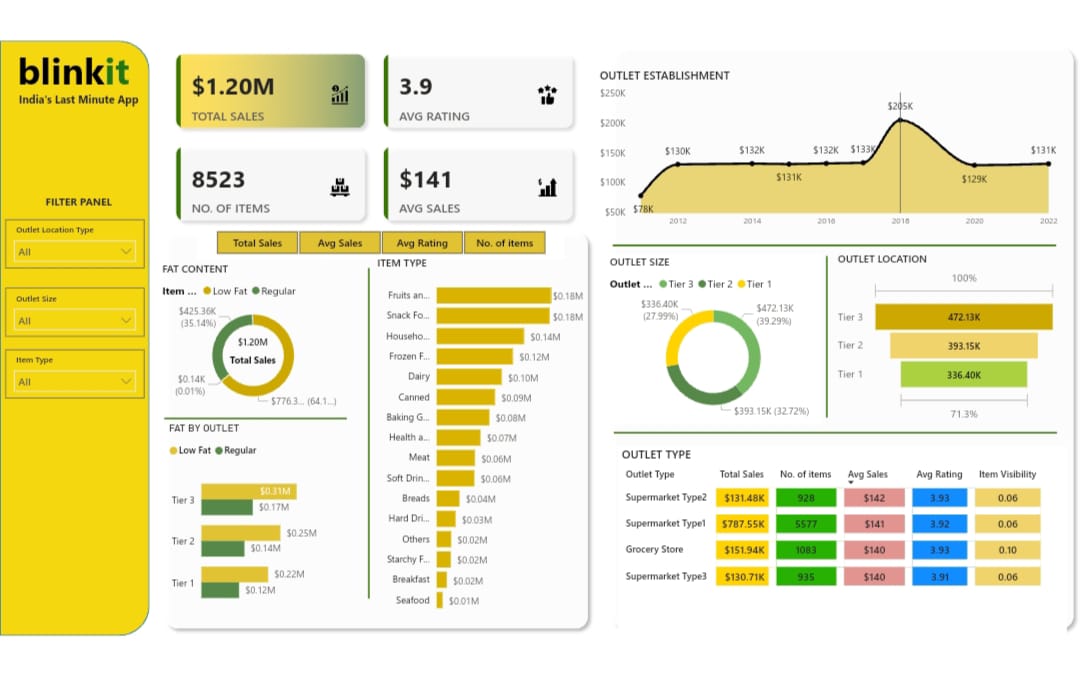 blinkit
India's Last Minute App
FILTER PANEL
Outlet Location Type
All
Outlet Size
All
Item Type
All
$1.20M
TOTAL SALES
3.9
AVG RATING
8523
NO. OF ITEMS
$141
AVG SALES
Total Sales Avg Sales Avg Rating No. of items
FAT CONTENT
Item ... Low Fat Regular
$425.36K
(35.14%)
$1.20M
Total Sales
$0.14K
(0.01%)
$776.3... (64.1...)
FAT BY OUTLET
Low Fat Regular
Tier 3 $0.31M
$0.17M
Tier 2 $0.25M
$0.14M
Tier 1 $0.22M
$0.12M
ITEM TYPE
Fruits an... $0.18M
Snack Fo... $0.18M
Househo... $0.14M
Frozen F... $0.12M
Dairy $0.10M
Canned $0.09M
Baking G... $0.08M
Health a... $0.07M
Meat $0.06M
Soft Drin... $0.06M
Breads $0.04M
Hard Dri... $0.03M
Others $0.02M
Starchy F... $0.02M
Breakfast $0.02M
Seafood $0.01M
OUTLET ESTABLISHMENT
$250K
$200K
$150K
$100K
$50K
$78K
$130K
$132K
$131K
$132K
$133K
$205K
$129K
$131K
2012 2014 2016 2018 2020 2022
OUTLET SIZE
Outlet ... Tier 3 Tier 2 Tier 1
$336.40K
(27.99%)
$472.13K
(39.29%)
$393.15K (32.72%)
OUTLET LOCATION
100%
Tier 3 472.13K
Tier 2 393.15K
Tier 1 336.40K
71.3%
OUTLET TYPE
Outlet Type Total Sales No. of items Avg Sales Avg Rating Item Visibility
Supermarket Type2 $131.48K 928 $142 3.93 0.06
Supermarket Type1 $787.55K 5577 $141 3.92 0.06
Grocery Store $151.94K 1083 $140 3.93 0.10
Supermarket Type3 $130.71K 935 $140 3.91 0.06